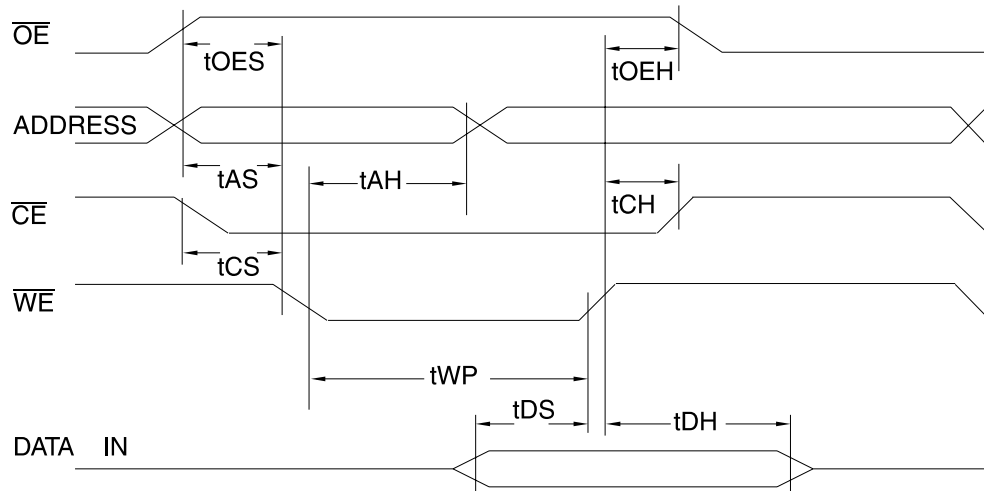 OE
tOES
tOEH
ADDRESS
tAS
tAH
tCH
CE
tCS
WE
tWP
tDS
tDH
DATA IN